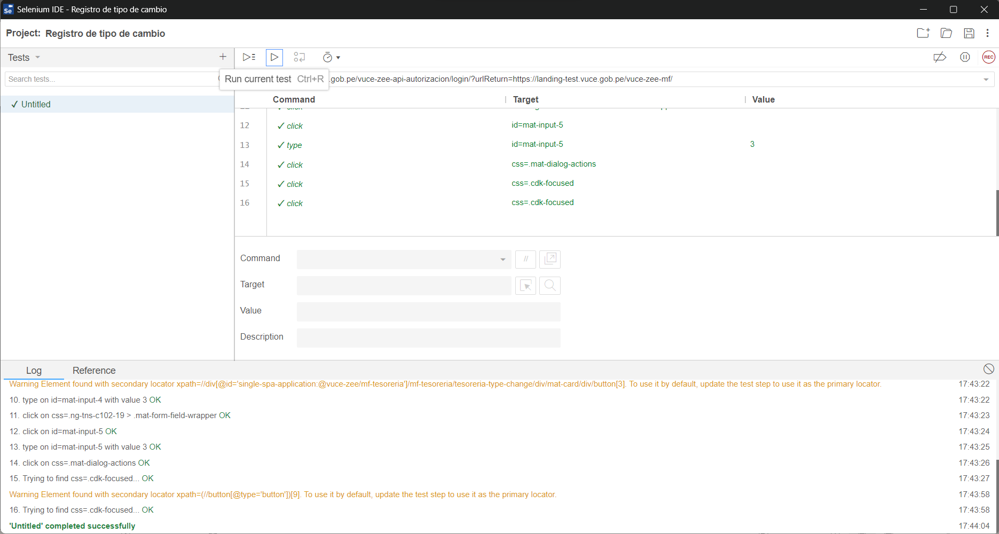 Selenium IDE - Registro de tipo de cambio
Project: Registro de tipo de cambio
Tests
REC
Search tests...
Run current test Ctrl+R
.gob.pe/vuce-zee-api-autorizacion/login/?urlReturn=https://landing-test.vuce.gob.pe/vuce-zee-mf/
✓ Untitled
Command Target Value
12 ✓ click id=mat-input-5
13 ✓ type id=mat-input-5 3
14 ✓ click css=.mat-dialog-actions
15 ✓ click css=.cdk-focused
16 ✓ click css=.cdk-focused
Command //
Target
Value
Description
Log Reference
Warning Element found with secondary locator xpath=//div[@id='single-spa-application:@vuce-zee/mf-tesoreria']/mf-tesoreria/tesoreria-type-change/div/mat-card/div/button[3]. To use it by default, update the test step to use it as the primary locator. 17:43:22
10. type on id=mat-input-4 with value 3 OK 17:43:22
11. click on css=.ng-tns-c102-19 > .mat-form-field-wrapper OK 17:43:23
12. click on id=mat-input-5 OK 17:43:24
13. type on id=mat-input-5 with value 3 OK 17:43:25
14. click on css=.mat-dialog-actions OK 17:43:26
15. Trying to find css=.cdk-focused... OK 17:43:27
Warning Element found with secondary locator xpath=(//button[@type='button'])[9]. To use it by default, update the test step to use it as the primary locator. 17:43:58
16. Trying to find css=.cdk-focused... OK 17:43:58
'Untitled' completed successfully 17:44:04